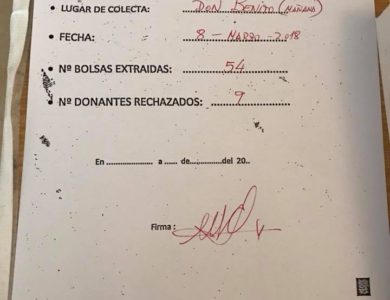 • LUGAR DE COLECTA: DON BENITO (MAÑANA)
• FECHA: 8 - MARZO - 2018
• Nº BOLSAS EXTRAIDAS: 54
• Nº DONANTES RECHAZADOS: 9
En..................... a ...... de...............del 20..
Firma :